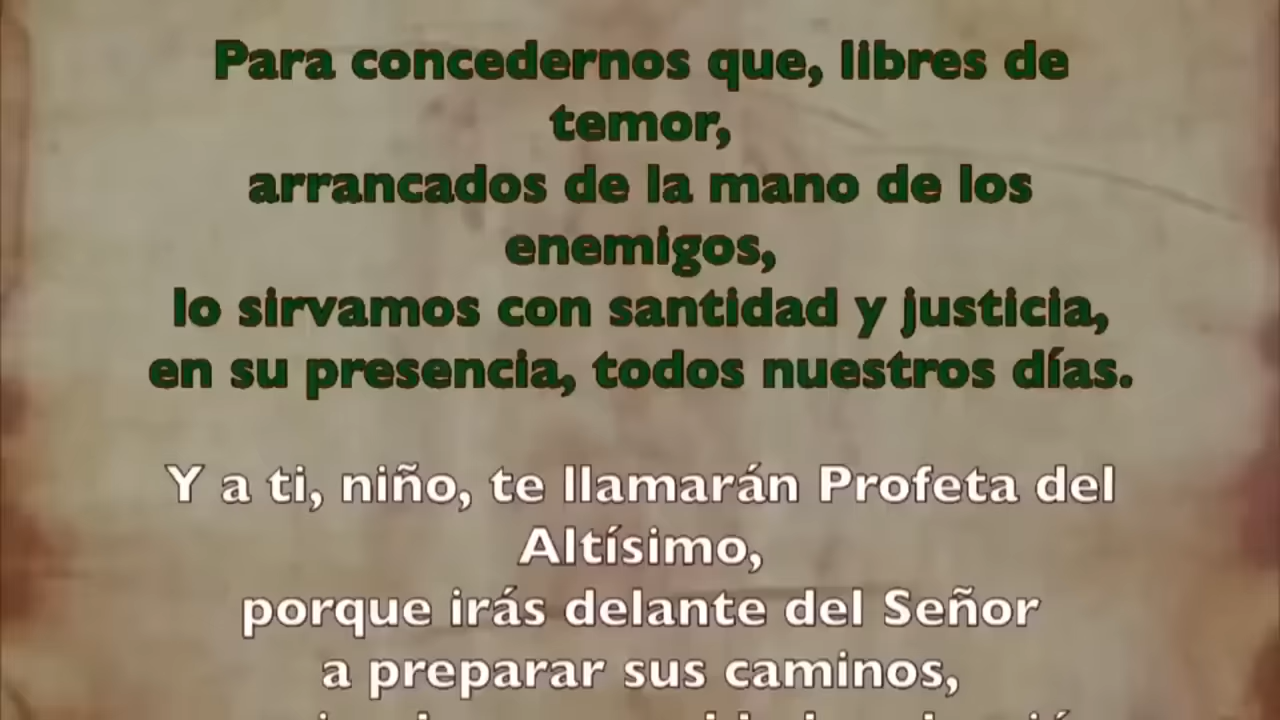 Para concedernos que, libres de
temor,
arrancados de la mano de los
enemigos,
lo sirvamos con santidad y justicia,
en su presencia, todos nuestros días.
Y a ti, niño, te llamarán Profeta del
Altísimo,
porque irás delante del Señor
a preparar sus caminos,